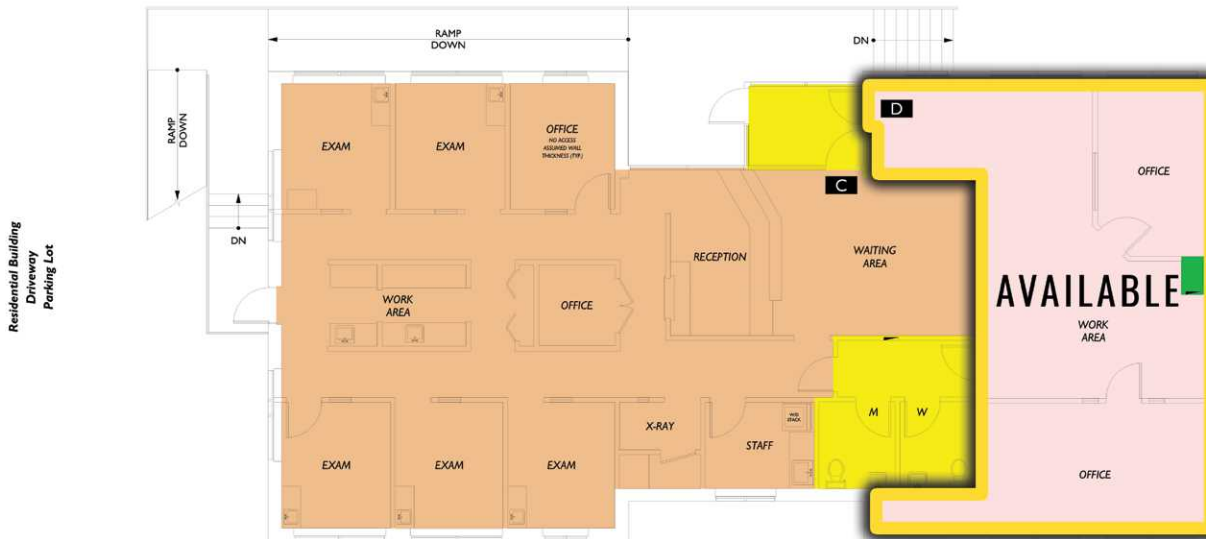 RAMP
DOWN
DN
RAMP
DOWN
D
EXAM
EXAM
OFFICE
NO ACCESS
ASSUMED WALL
THICKNESS (TYP.)
OFFICE
C
DN
Residential Building
Driveway
Parking Lot
RECEPTION
WAITING
AREA
AVAILABLE
WORK
AREA
OFFICE
WORK
AREA
M
W
X-RAY
STAFF
EXAM
EXAM
EXAM
OFFICE